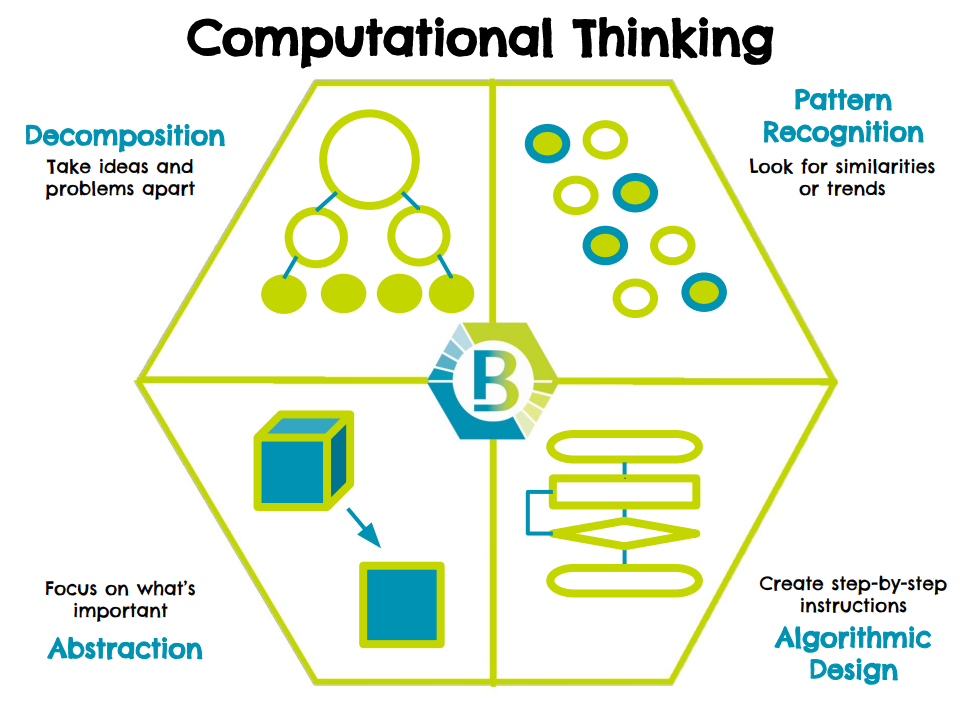 Computational Thinking
Decomposition
Take ideas and
problems apart
Pattern
Recognition
Look for similarities
or trends
B
Focus on what's
important
Abstraction
Create step-by-step
instructions
Algorithmic
Design